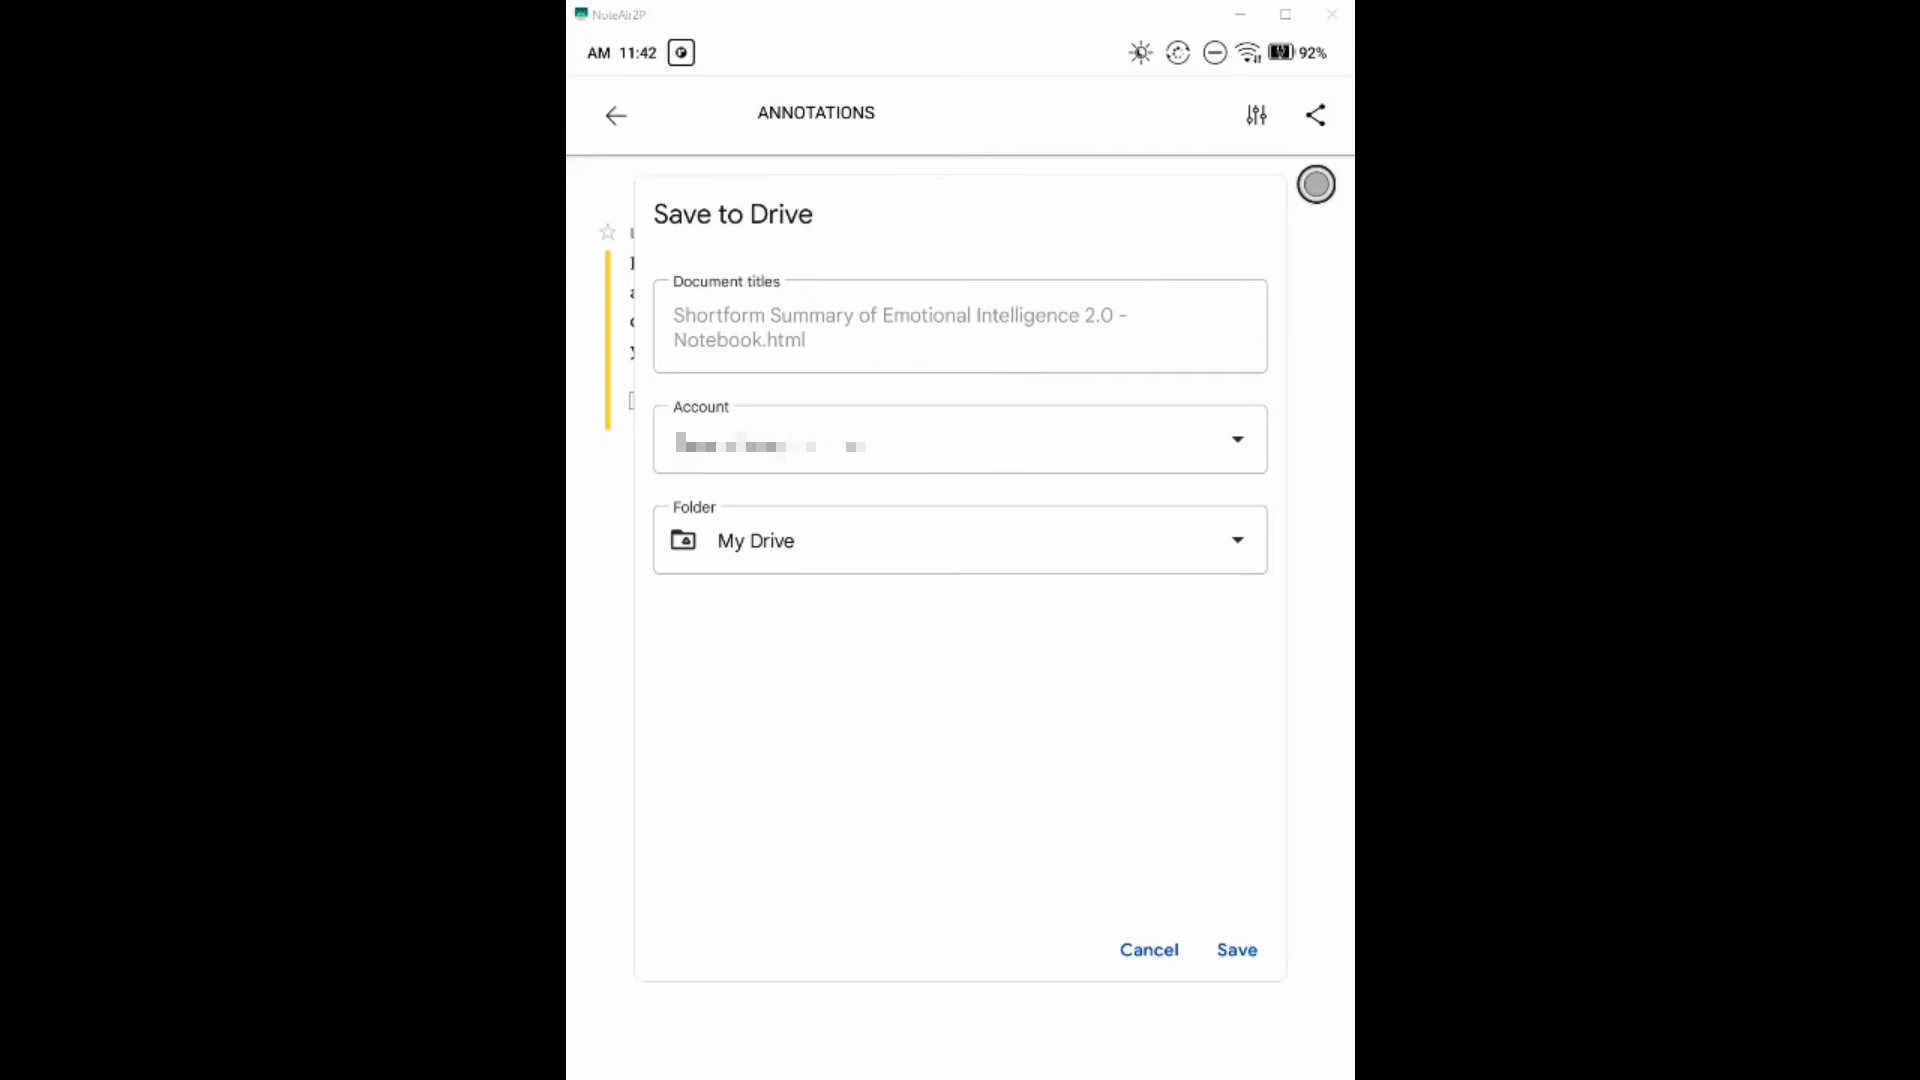 NoteAir2P
AM 11:42
92%
ANNOTATIONS
Save to Drive
Document titles
Shortform Summary of Emotional Intelligence 2.0 -
Notebook.html
Account
Folder
My Drive
Cancel Save